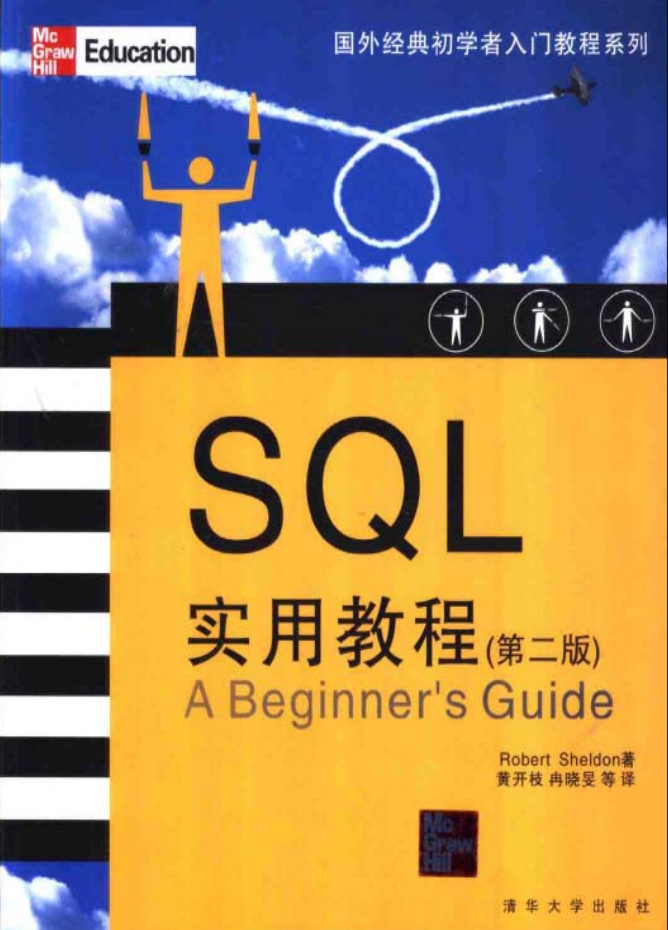 Mc
Graw
Hill
Education
国外经典初学者入门教程系列
SQL
实用教程(第二版)
A Beginner's Guide
Robert Sheldon著
黄开枝 冉晓旻 等 译
Mc
Graw
Hill
清华大学出版社